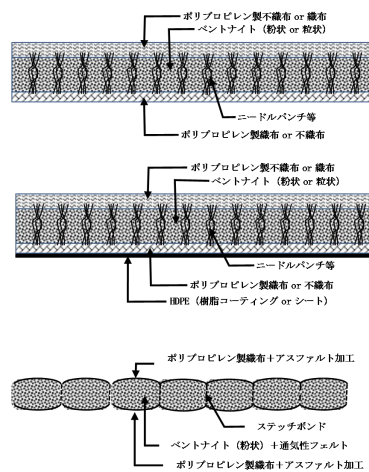 ポリプロピレン製不織布 or 織布
ベントナイト（粉状 or 粒状）
ニードルパンチ等
ポリプロピレン製織布 or 不織布
ポリプロピレン製不織布 or 織布
ベントナイト（粉状 or 粒状）
ニードルパンチ等
ポリプロピレン製織布 or 不織布
HDPE（樹脂コーティング or シート）
ポリプロピレン製織布＋アスファルト加工
ステッチボンド
ベントナイト（粉状）＋通気性フェルト
ポリプロピレン製織布＋アスファルト加工